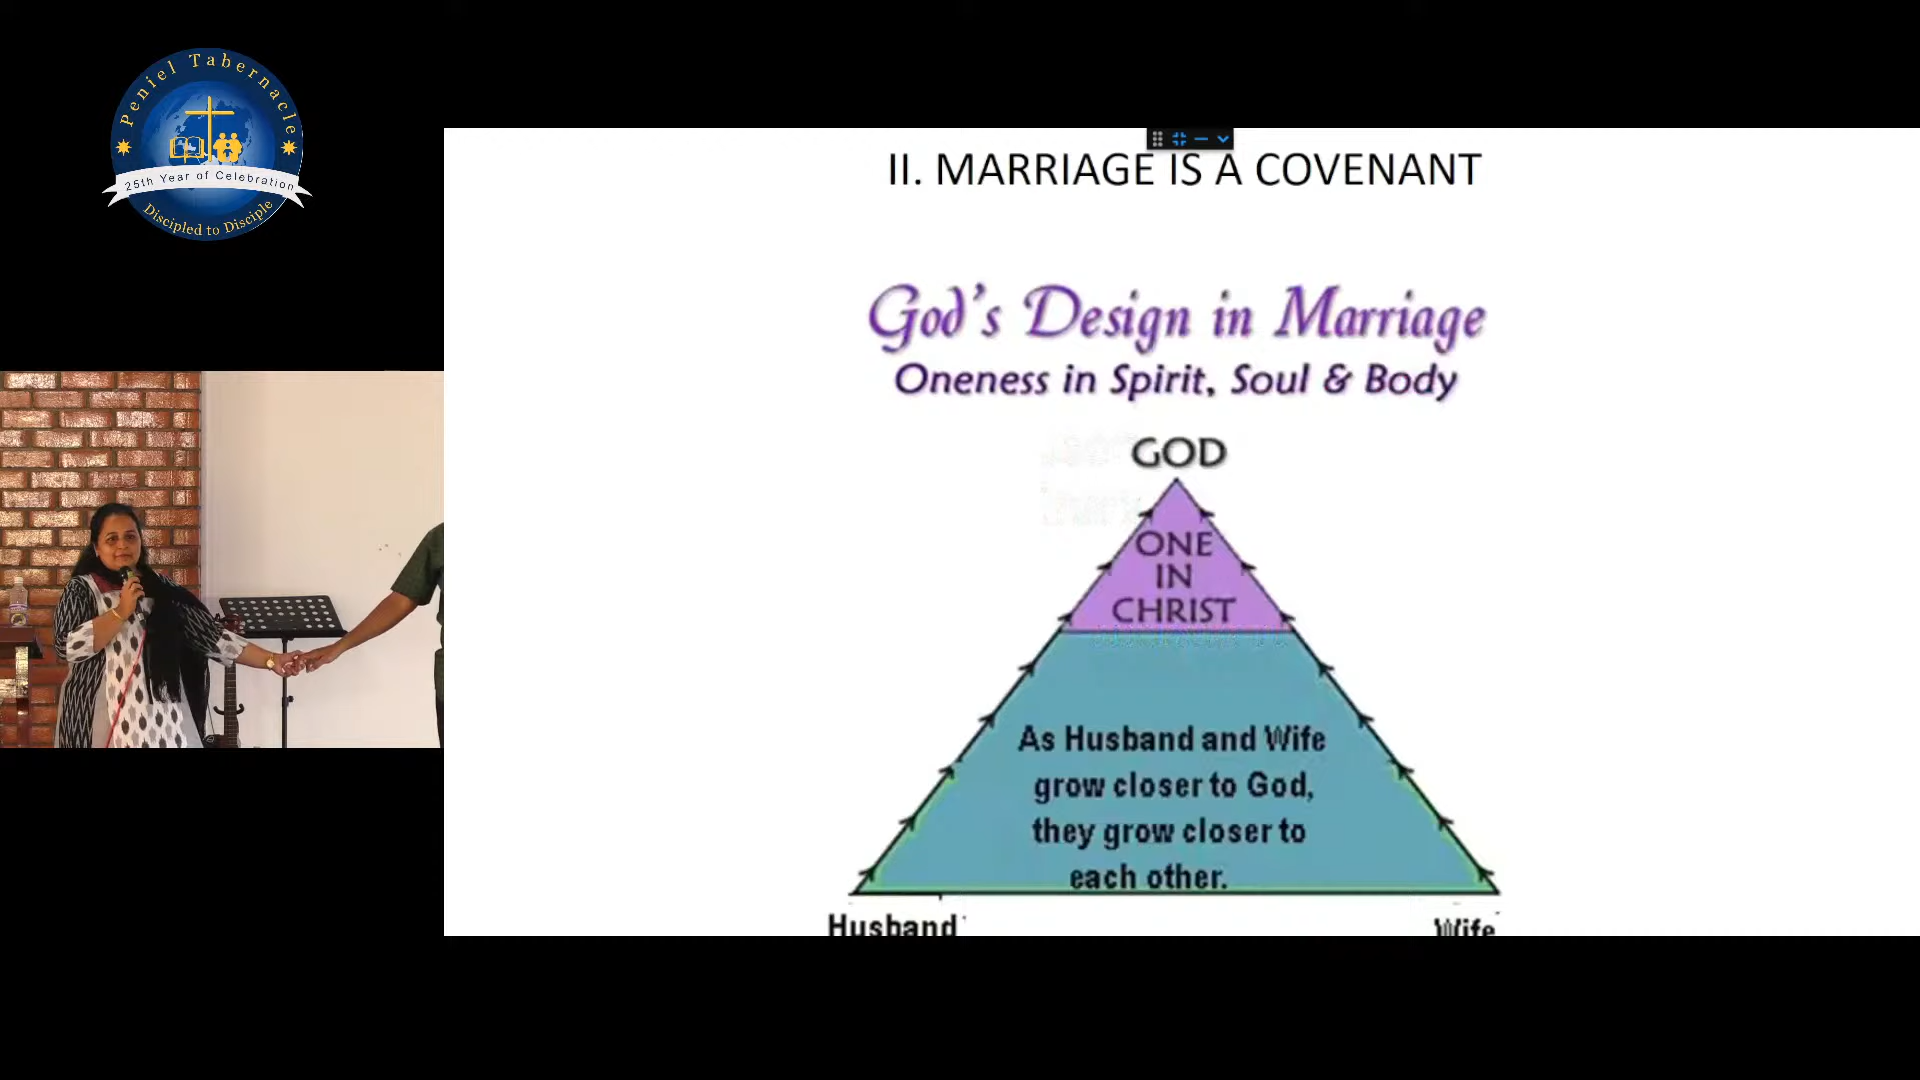 Peniel Tabernacle
25th Year of Celebration
Discipled to Disciple
II. MARRIAGE IS A COVENANT
God's Design in Marriage
Oneness in Spirit, Soul & Body
GOD
ONE
IN
CHRIST
As Husband and Wife
grow closer to God,
they grow closer to
each other.
Husband
Wife